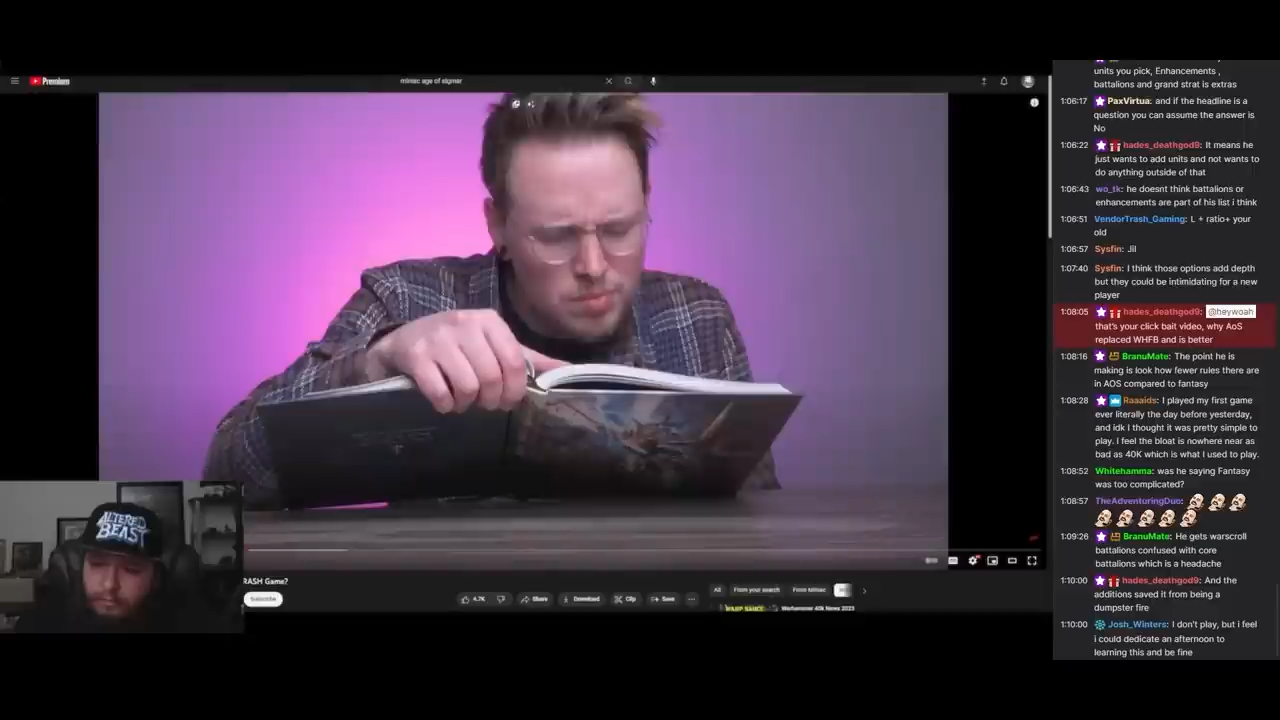 Premium
miniac age of sigmar
ALTERED
BEAST
RASH Game?
Subscribe
4.7K
Share
Download
Clip
Save
All
From your search
From Miniac
Warhammer 40k News 2023
units you pick, Enhancements ,
battalions and grand strat is extras
1:06:17 PaxVirtua: and if the headline is a
question you can assume the answer is
No
1:06:22 hades_deathgod9: It means he
just wants to add units and not wants to
do anything outside of that
1:06:43 wo_tk: he doesnt think battalions or
enhancements are part of his list i think
1:06:51 VendorTrash_Gaming: L + ratio+ your
old
1:06:57 Sysfin: Jil
1:07:40 Sysfin: I think those options add depth
but they could be intimidating for a new
player
1:08:05 hades_deathgod9: @heywoah
that's your click bait video, why AoS
replaced WHFB and is better
1:08:16 BranuMate: The point he is
making is look how fewer rules there are
in AOS compared to fantasy
1:08:28 Raaaids: I played my first game
ever literally the day before yesterday,
and idk I thought it was pretty simple to
play. I feel the bloat is nowhere near as
bad as 40K which is what I used to play.
1:08:52 Whitehamma: was he saying Fantasy
was too complicated?
1:08:57 TheAdventuringDuo:
1:09:26 BranuMate: He gets warscroll
battalions confused with core
battalions which is a headache
1:10:00 hades_deathgod9: And the
additions saved it from being a
dumpster fire
1:10:00 Josh_Winters: I don't play, but i feel
i could dedicate an afternoon to
learning this and be fine